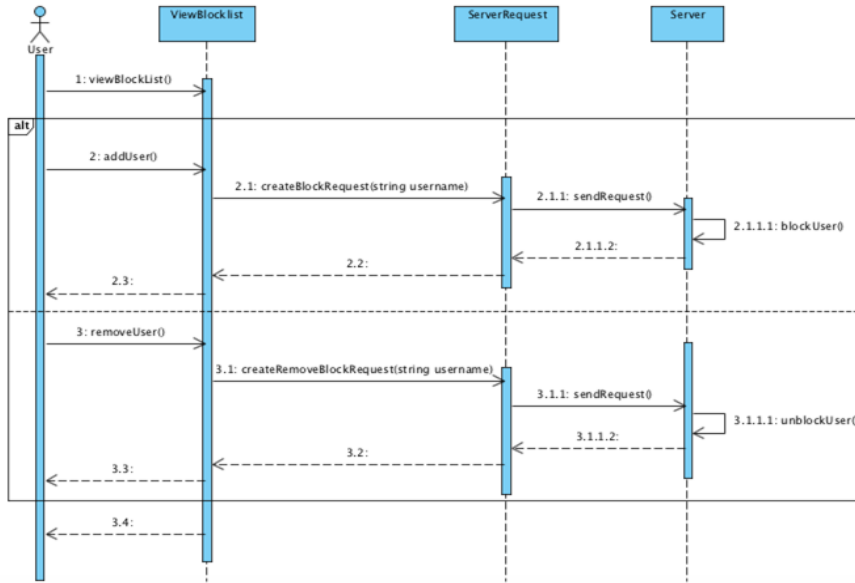 User
ViewBlocklist
ServerRequest
Server
1: viewBlockList()
alt
2: addUser()
2.1: createBlockRequest(string username)
2.1.1: sendRequest()
2.1.1.1: blockUser()
2.1.1.2:
2.2:
2.3:
3: removeUser()
3.1: createRemoveBlockRequest(string username)
3.1.1: sendRequest()
3.1.1.1: unblockUser()
3.1.1.2:
3.2:
3.3:
3.4: